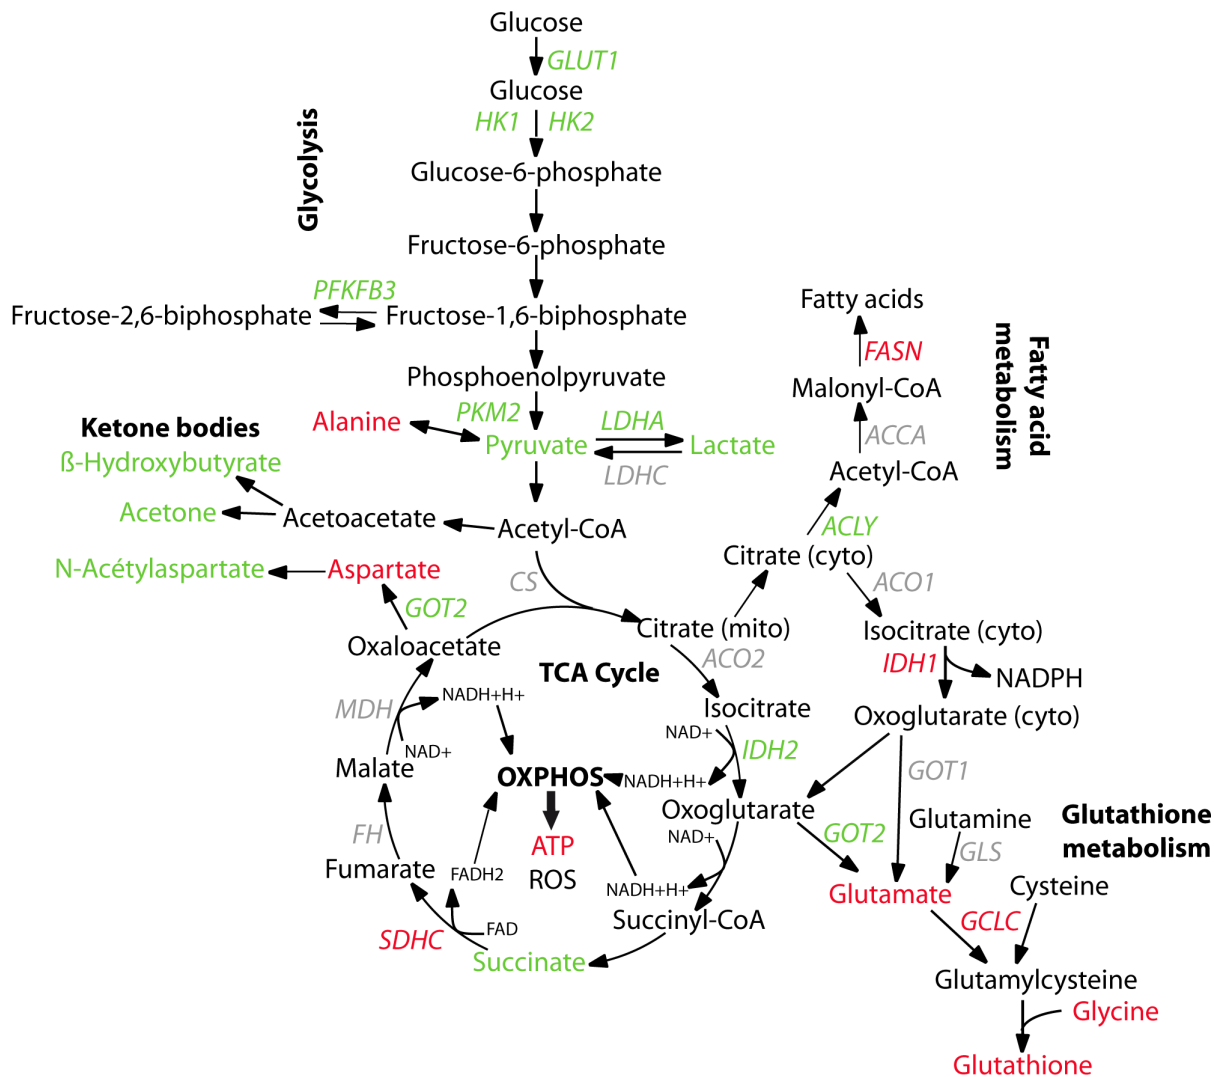 Glucose
GLUT1
Glucose
HK1 HK2
Glycolysis
Glucose-6-phosphate
Fructose-6-phosphate
PFKFB3
Fructose-2,6-biphosphate
Fructose-1,6-biphosphate
Phosphoenolpyruvate
Alanine
PKM2
LDHA
Pyruvate
Lactate
LDHC
Ketone bodies
ß-Hydroxybutyrate
Acetone
Acetoacetate
Acetyl-CoA
Fatty acids
FASN
Malonyl-CoA
ACCA
Acetyl-CoA
Fatty acid
metabolism
ACLY
Citrate (cyto)
ACO1
Isocitrate (cyto)
IDH1
NADPH
Oxoglutarate (cyto)
GOT1
N-Acétylaspartate
Aspartate
GOT2
CS
Oxaloacetate
Citrate (mito)
ACO2
TCA Cycle
Isocitrate
NAD+
IDH2
NADH+H+
MDH
NADH+H+
NAD+
Malate
OXPHOS
ATP
ROS
Oxoglutarate
NAD+
GOT2
NADH+H+
Succinyl-CoA
FH
Fumarate
FADH2
FAD
SDHC
Succinate
Glutamine
GLS
Glutathione
metabolism
Glutamate
Cysteine
GCLC
Glutamylcysteine
Glycine
Glutathione